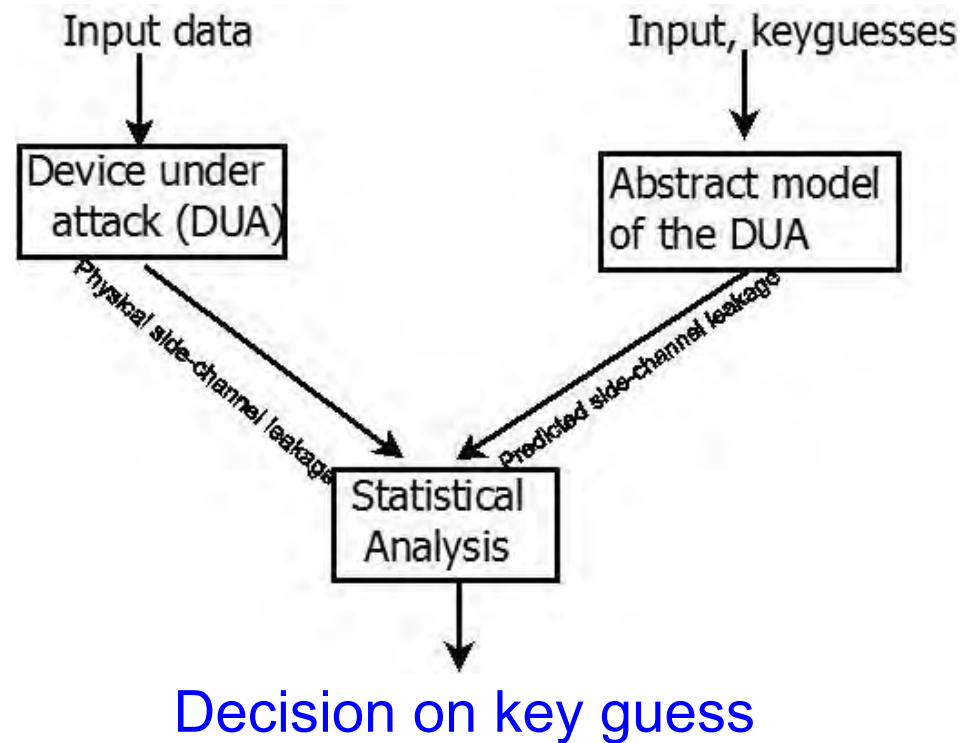 Input data
Input, keyguesses
Device under
attack (DUA)
Abstract model
of the DUA
Physical side-channel leakage
Predicted side-channel leakage
Statistical
Analysis
Decision on key guess